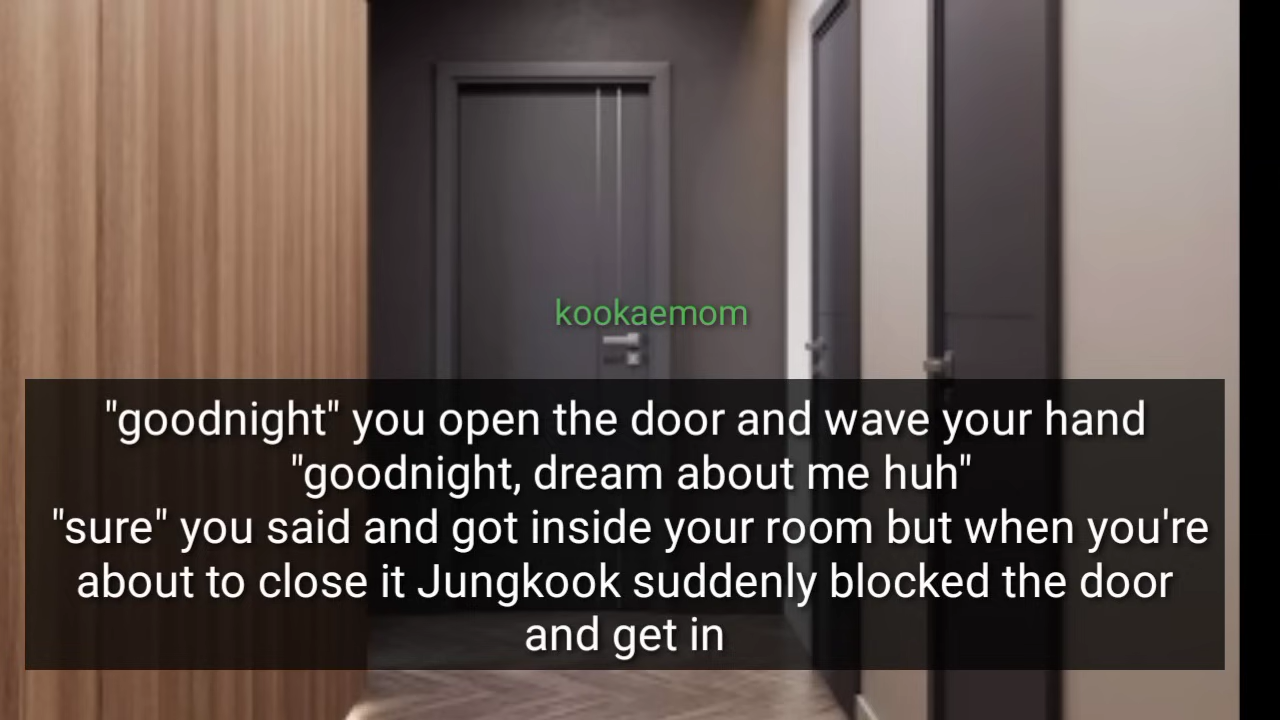 kookaemom
"goodnight" you open the door and wave your hand
"goodnight, dream about me huh"
"sure" you said and got inside your room but when you're
about to close it Jungkook suddenly blocked the door
and get in